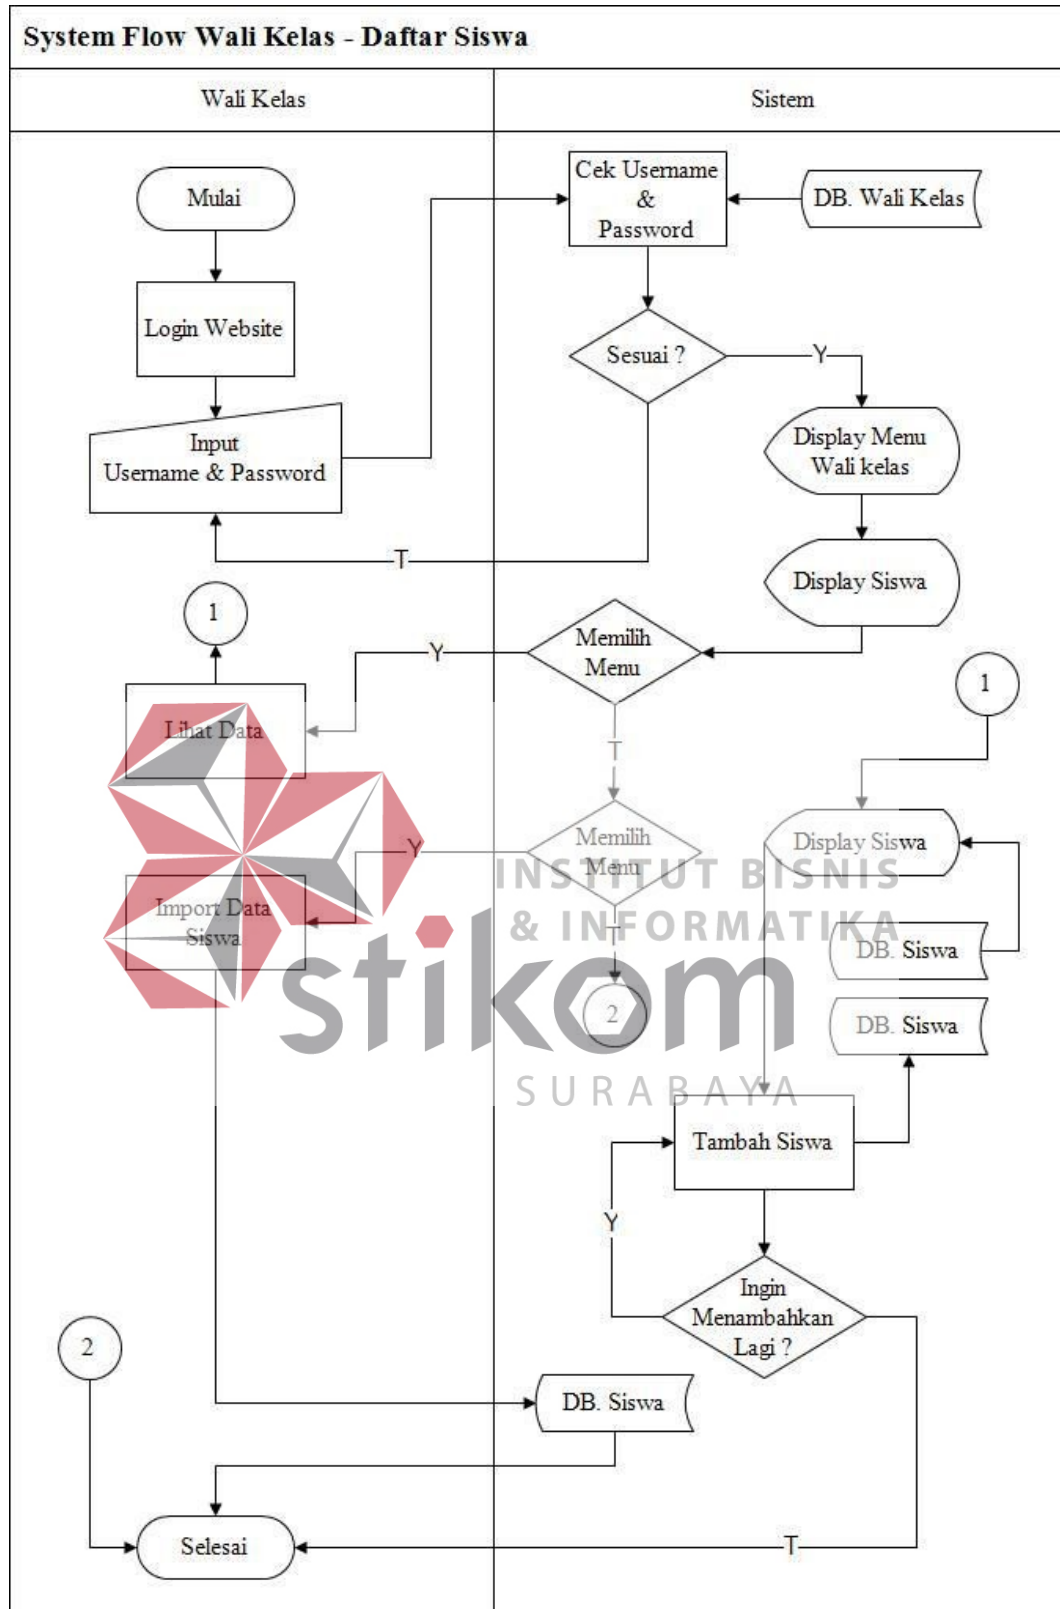 System Flow Wali Kelas - Daftar Siswa
Wali Kelas
Sistem
Mulai
Cek Username
&
Password
DB. Wali Kelas
Login Website
Sesuai ?
Y
Input
Username & Password
Display Menu
Wali kelas
T
Display Siswa
1
Memilih
Menu
Y
1
Lihat Data
T
Memilih
Menu
Y
Display Siswa
INSTITUT BISNIS
& INFORMATIKA
Import Data
Siswa
T
DB. Siswa
stikom
2
DB. Siswa
SURABAYA
Tambah Siswa
Y
Ingin
Menambahkan
Lagi ?
2
DB. Siswa
Selesai
T